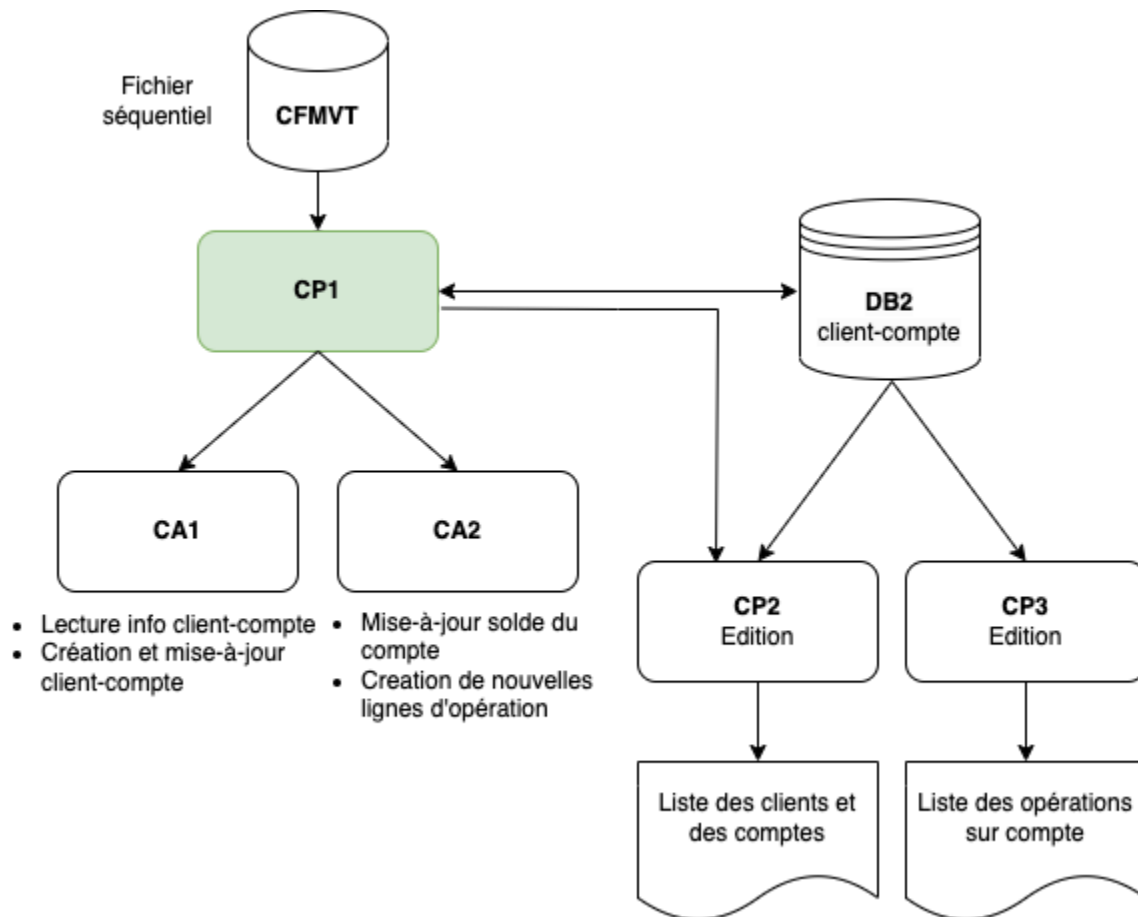 Fichier
séquentiel
CFMVT
CP1
DB2
client-compte
CA1
CA2
• Lecture info client-compte
• Création et mise-à-jour
client-compte
• Mise-à-jour solde du
compte
• Creation de nouvelles
lignes d'opération
CP2
Edition
CP3
Edition
Liste des clients et
des comptes
Liste des opérations
sur compte